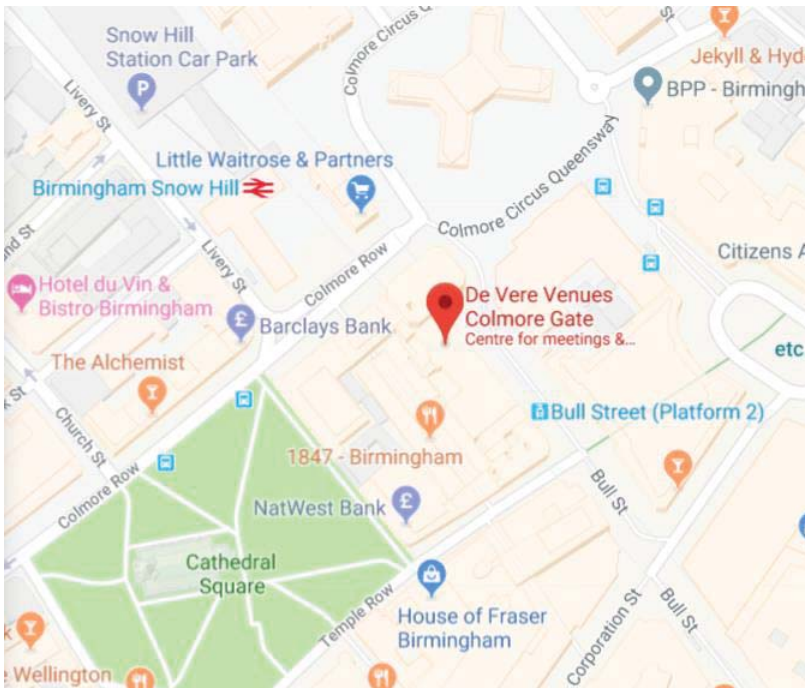 Snow Hill
Station Car Park
P
Livery St
Colmore Circus Q
St
Jekyll & Hyd
BPP - Birmingh
Little Waitrose & Partners
Birmingham Snow Hill
Colmore Circus Queensway
nd St
Livery St
Colmore Row
Citizens A
Hotel du Vin &
Bistro Birmingham
£
Barclays Bank
De Vere Venues
Colmore Gate
Centre for meetings &...
The Alchemist
etc
k St
Church St
Bull Street (Platform 2)
1847 - Birmingham
Colmore Row
NatWest Bank
£
Bull St
Cathedral
Square
Temple Row
House of Fraser
Birmingham
Corporation St
Bull St
k
e Wellington